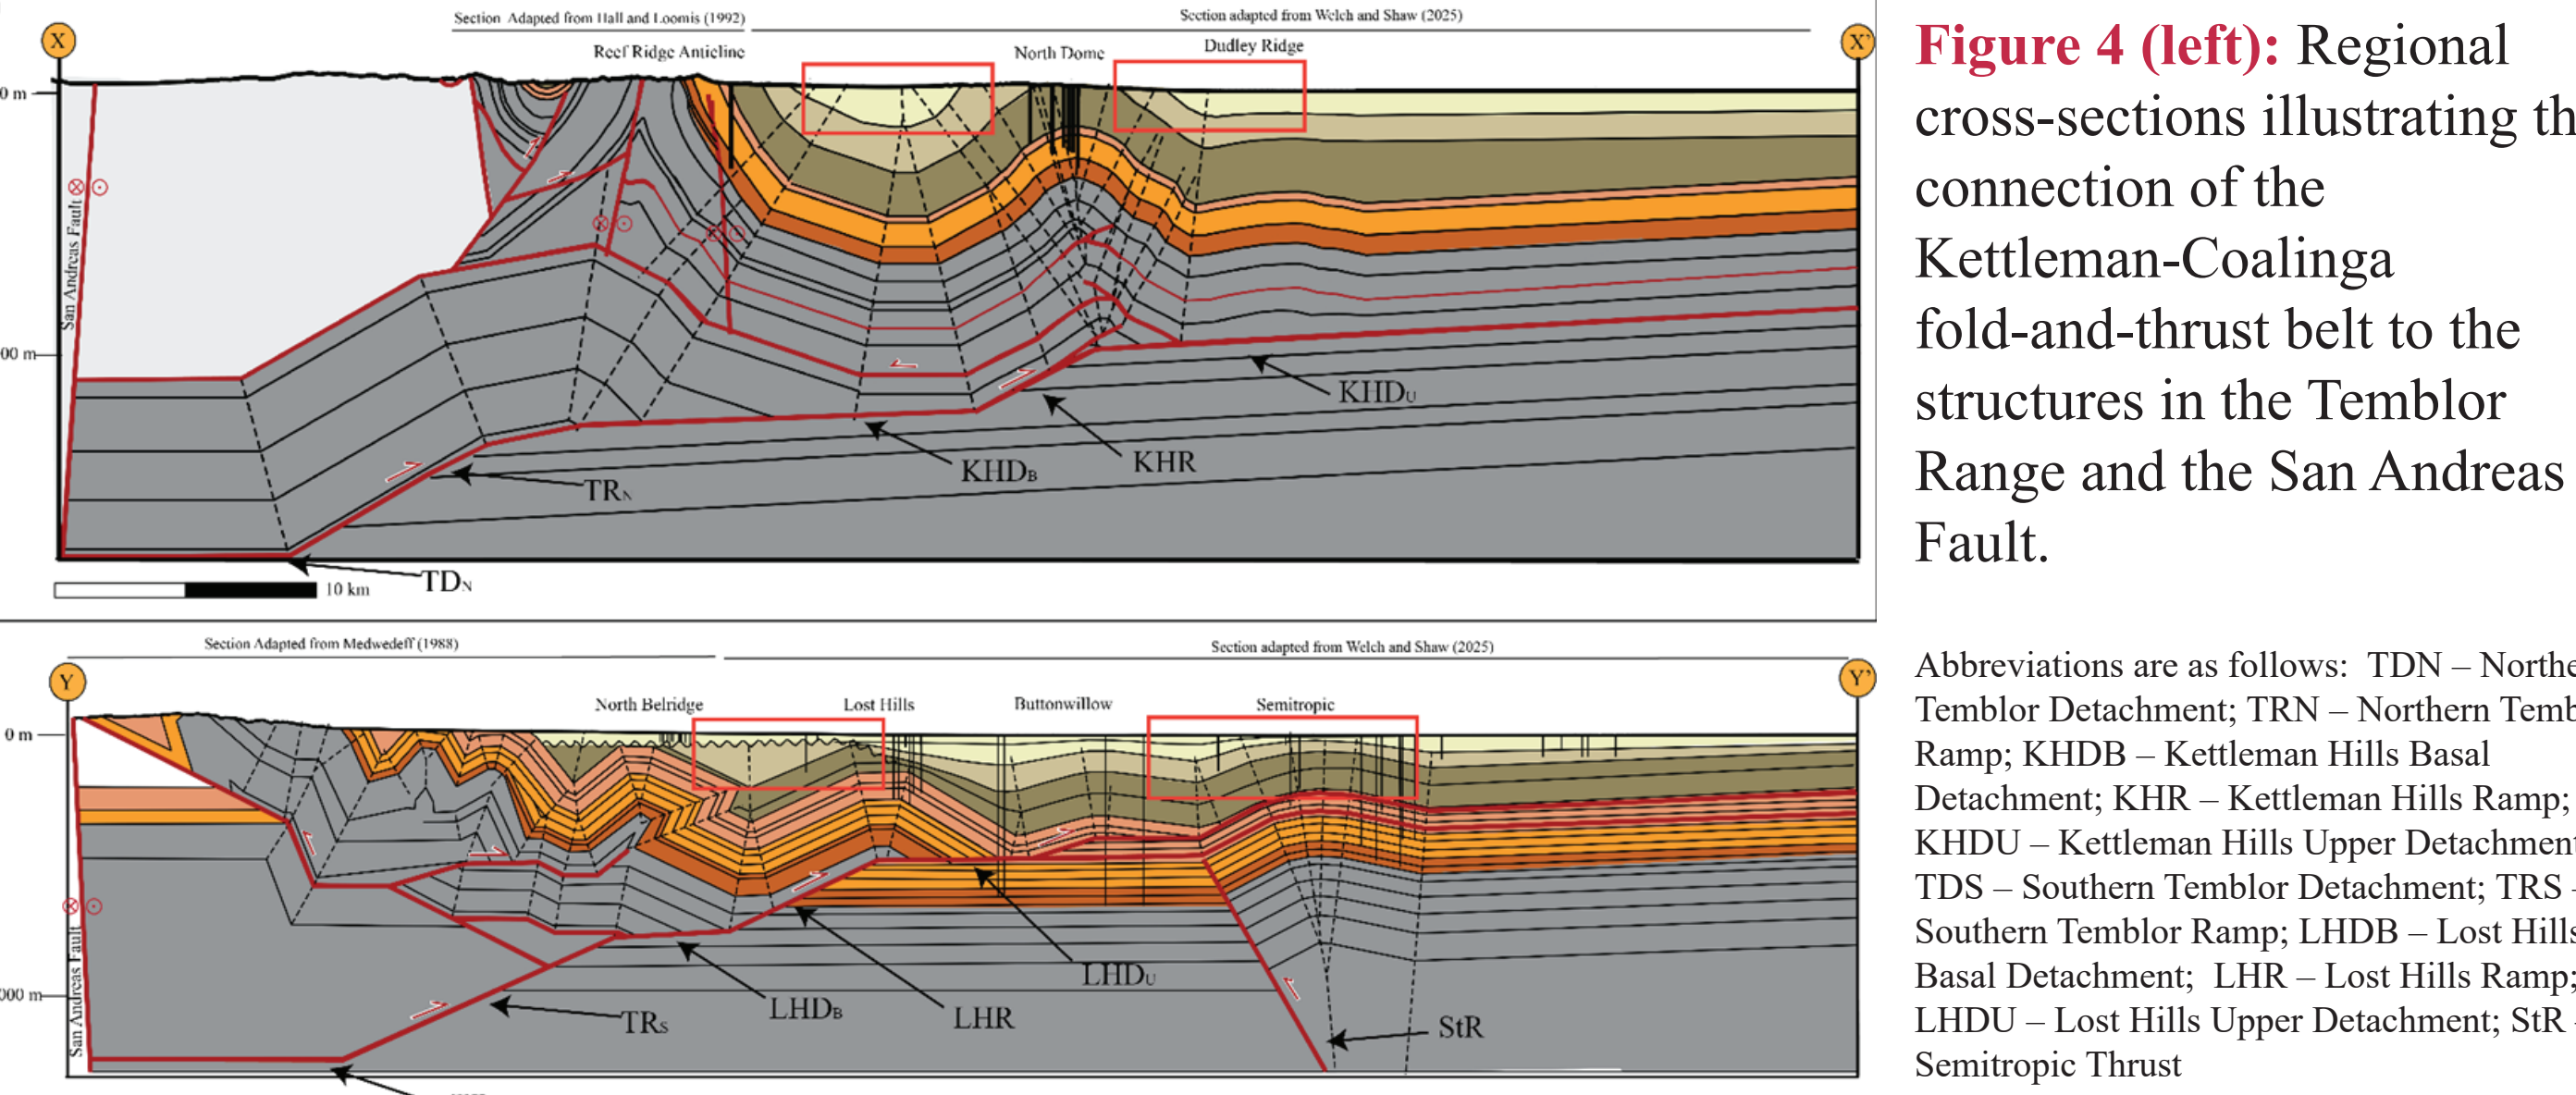 Section Adapted from Hall and Loomis (1992)
Section adapted from Welch and Shaw (2025)
X
X'
Reef Ridge Anticline
North Dome
Dudley Ridge
0 m
San Andreas Fault
00 m
KHDU
KHR
KHDB
TRN
TDN
10 km
Section Adapted from Medwedeff (1988)
Section adapted from Welch and Shaw (2025)
Y
Y'
North Belridge
Lost Hills
Buttonwillow
Semitropic
0 m
San Andreas Fault
000 m
LHDU
LHDB
LHR
TRS
StR
Figure 4 (left): Regional
cross-sections illustrating th
connection of the
Kettleman-Coalinga
fold-and-thrust belt to the
structures in the Temblor
Range and the San Andreas
Fault.
Abbreviations are as follows: TDN – Northe
Temblor Detachment; TRN – Northern Temb
Ramp; KHDB – Kettleman Hills Basal
Detachment; KHR – Kettleman Hills Ramp;
KHDU – Kettleman Hills Upper Detachment
TDS – Southern Temblor Detachment; TRS –
Southern Temblor Ramp; LHDB – Lost Hills
Basal Detachment; LHR – Lost Hills Ramp;
LHDU – Lost Hills Upper Detachment; StR –
Semitropic Thrust